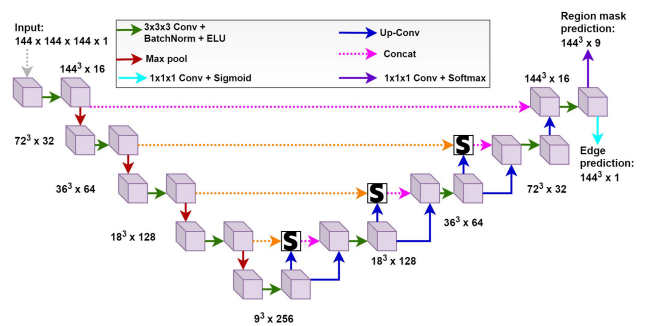 Input:
144 x 144 x 144 x 1
3x3x3 Conv +
BatchNorm + ELU
Max pool
1x1x1 Conv + Sigmoid
Up-Conv
Concat
1x1x1 Conv + Softmax
Region mask
prediction:
144³ x 9
144³ x 16
144³ x 16
72³ x 32
S
Edge
prediction:
144³ x 1
36³ x 64
S
72³ x 32
36³ x 64
18³ x 128
S
18³ x 128
9³ x 256